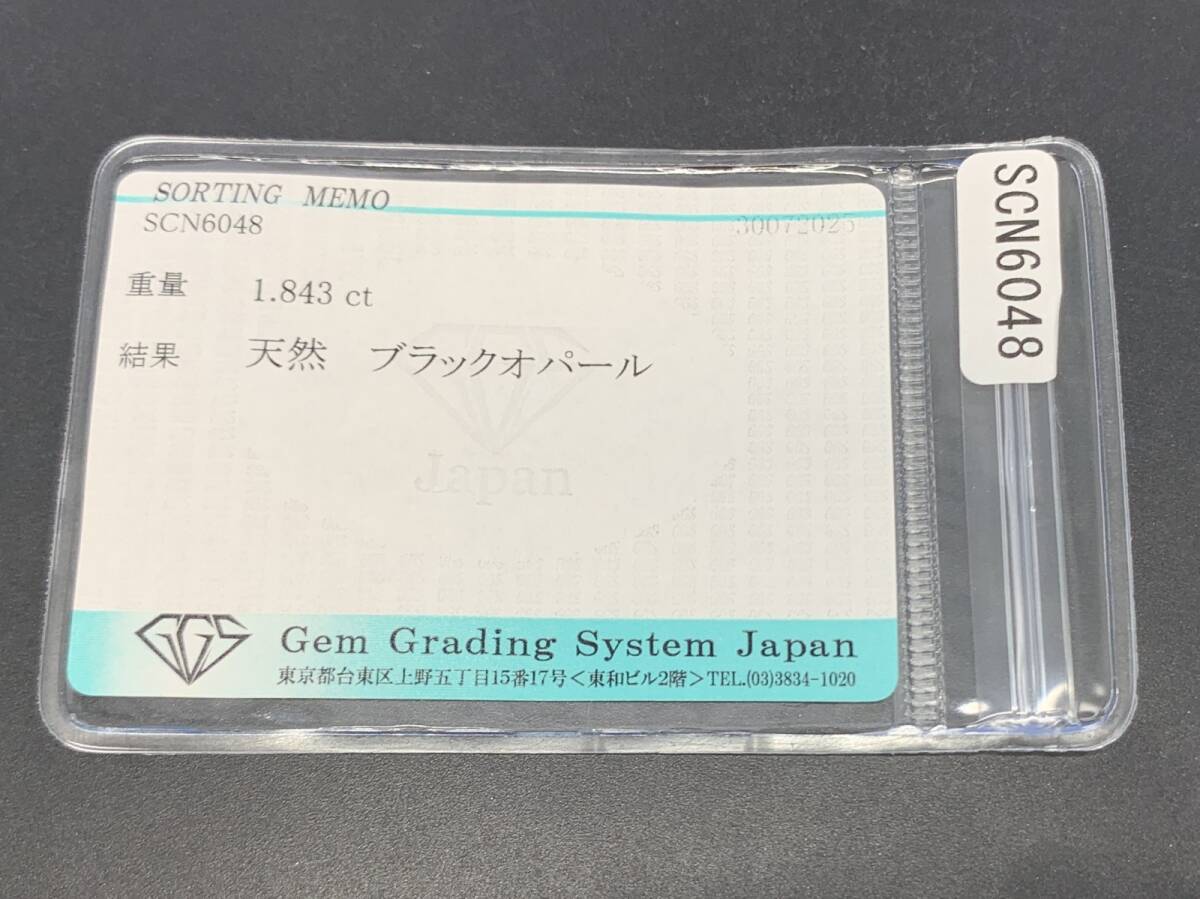 SORTING MEMO
SCN6048 30072025
重量 1.843 ct
結果 天然 ブラックオパール
Japan
GGS Gem Grading System Japan
東京都台東区上野五丁目15番17号＜東和ビル2階＞TEL.(03)3834-1020
SCN6048